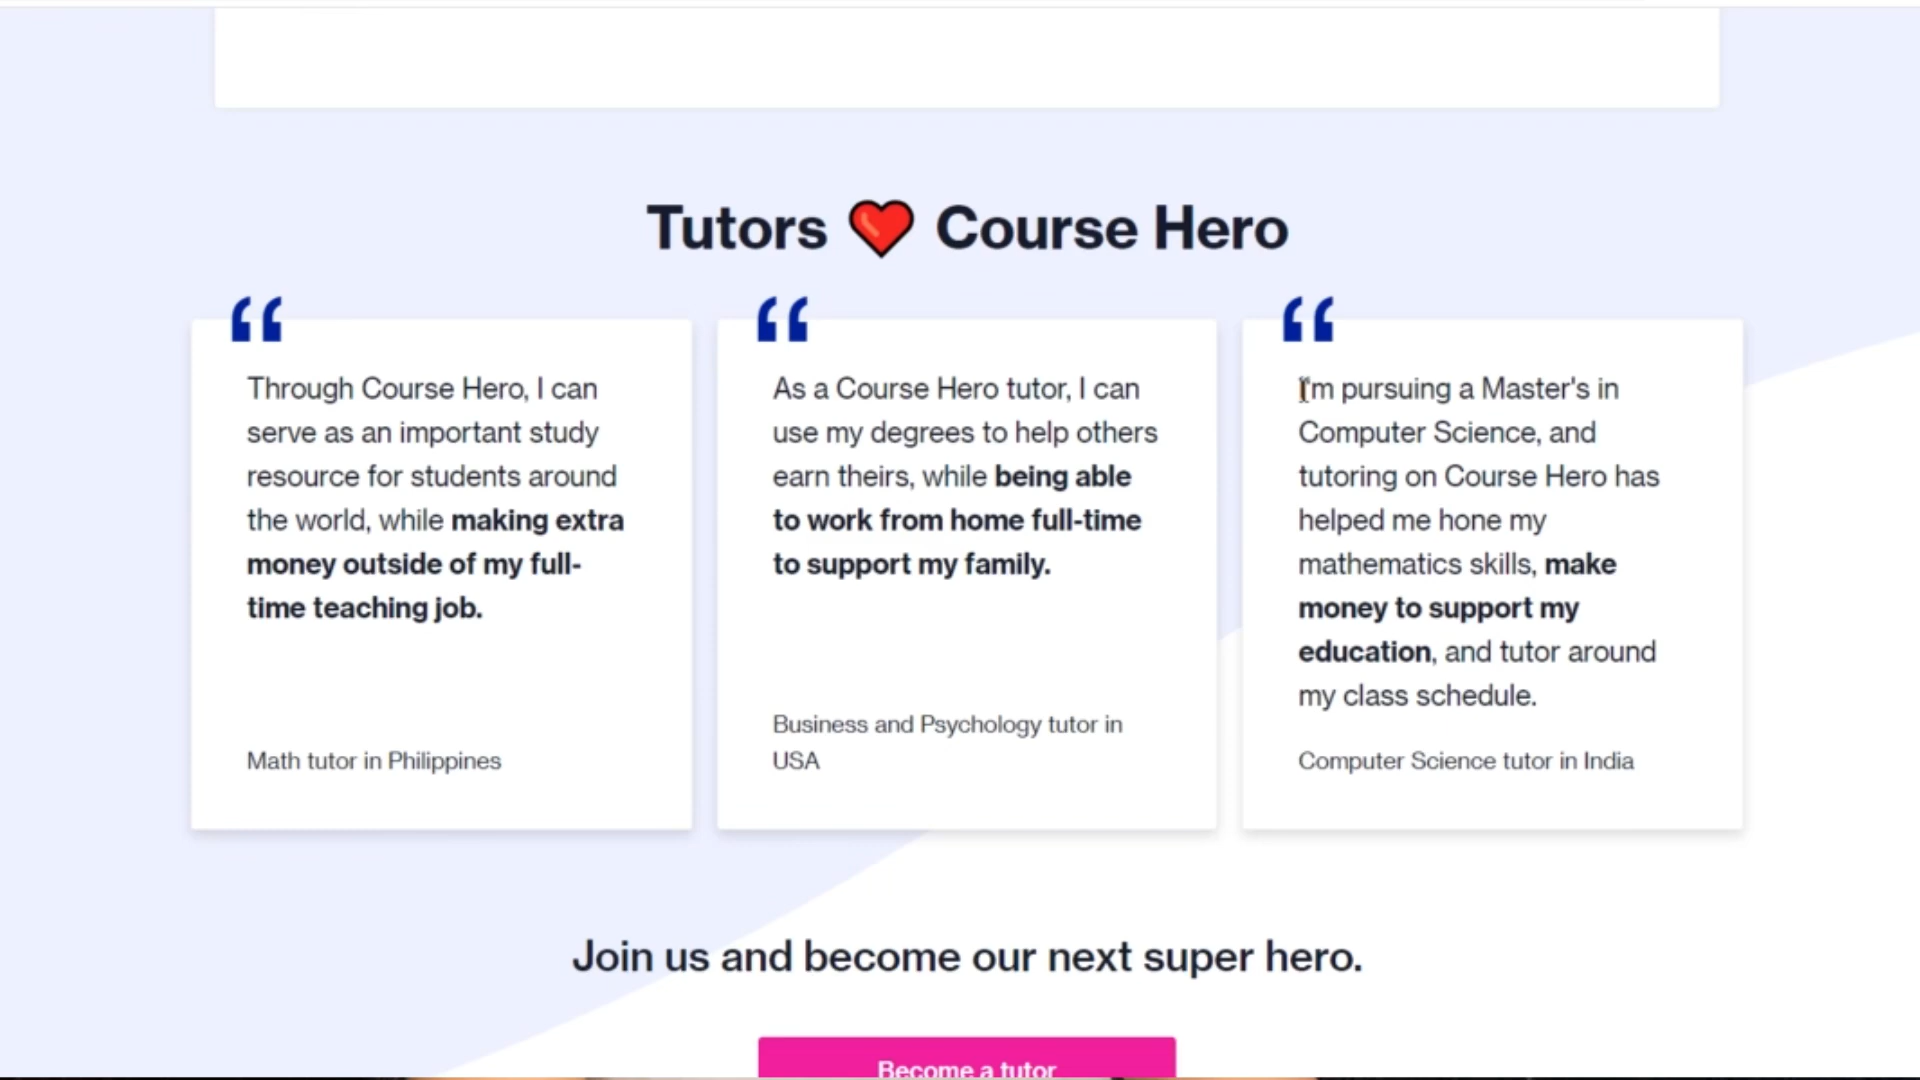 Tutors ❤️ Course Hero
“
Through Course Hero, I can
serve as an important study
resource for students around
the world, while making extra
money outside of my full-
time teaching job.
Math tutor in Philippines
“
As a Course Hero tutor, I can
use my degrees to help others
earn theirs, while being able
to work from home full-time
to support my family.
Business and Psychology tutor in
USA
“
I'm pursuing a Master's in
Computer Science, and
tutoring on Course Hero has
helped me hone my
mathematics skills, make
money to support my
education, and tutor around
my class schedule.
Computer Science tutor in India
Join us and become our next super hero.
Become a tutor